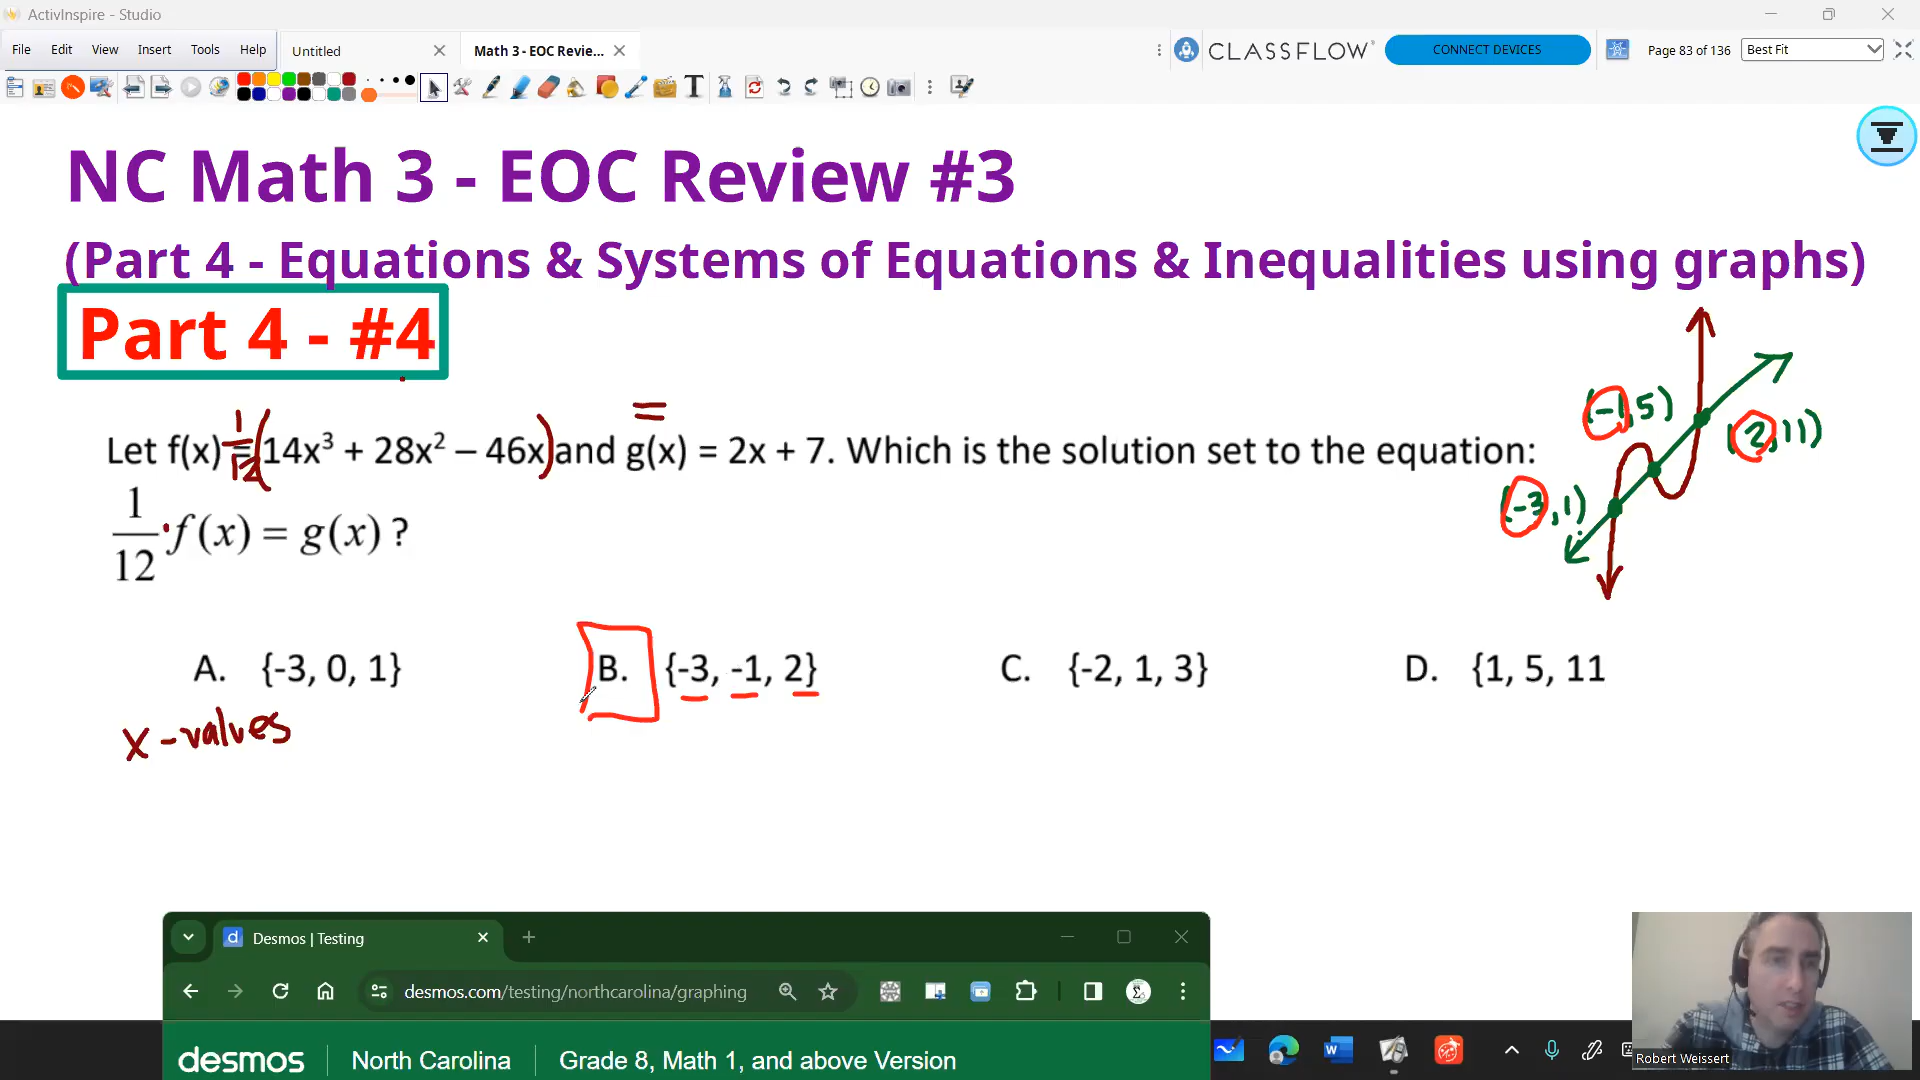 ActivInspire - Studio
File Edit View Insert Tools Help
Untitled
Math 3 - EOC Revie...
CLASSFLOW
CONNECT DEVICES
Page 83 of 136
Best Fit
NC Math 3 - EOC Review #3
(Part 4 - Equations & Systems of Equations & Inequalities using graphs)
Part 4 - #4
Let f(x) = 14x³ + 28x² – 46x and g(x) = 2x + 7. Which is the solution set to the equation:
1/12 (
)
=
1/12 · f(x) = g(x) ?
(-1,5)
(2,11)
(-3,1)
A. {-3, 0, 1}
B. {-3, -1, 2}
C. {-2, 1, 3}
D. {1, 5, 11
x-values
Desmos | Testing
desmos.com/testing/northcarolina/graphing
desmos
North Carolina
Grade 8, Math 1, and above Version
Robert Weissert